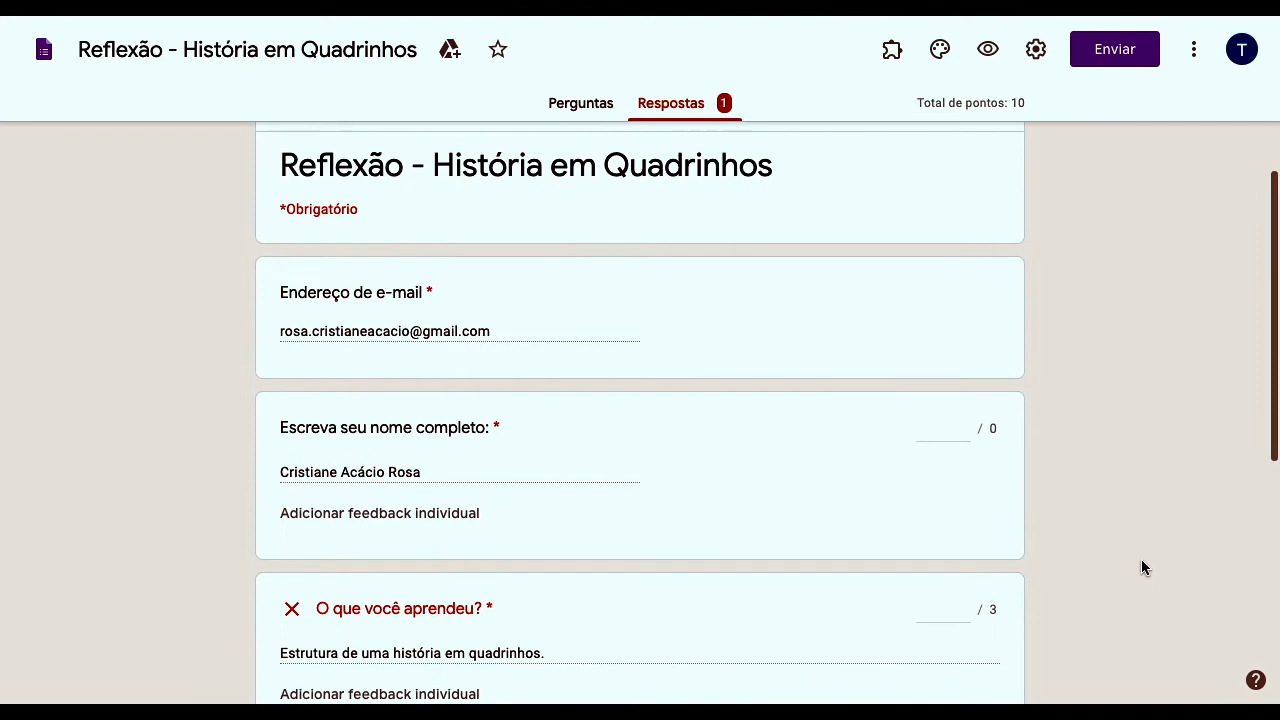 Reflexão - História em Quadrinhos
Enviar
T
Perguntas
Respostas 1
Total de pontos: 10
Reflexão - História em Quadrinhos
*Obrigatório
Endereço de e-mail *
rosa.cristianeacacio@gmail.com
Escreva seu nome completo: *
/ 0
Cristiane Acácio Rosa
Adicionar feedback individual
O que você aprendeu? *
/ 3
Estrutura de uma história em quadrinhos.
Adicionar feedback individual
?